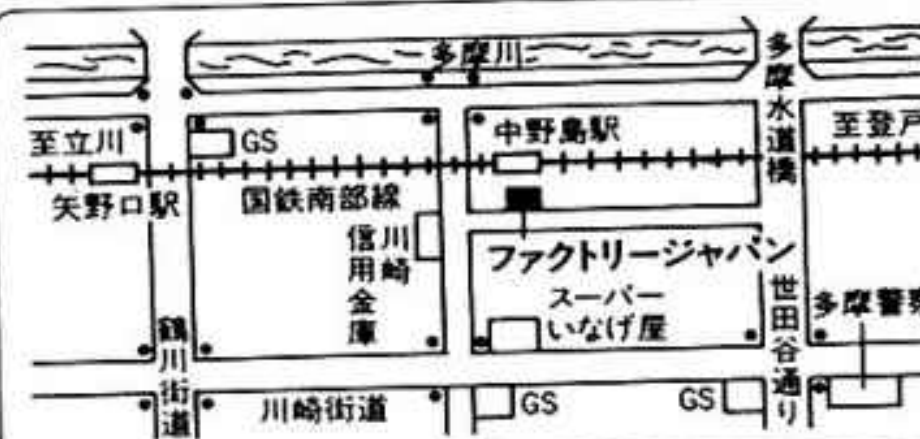 多摩川
多摩水道橋
至立川
GS
中野島駅
至登戸
矢野口駅
国鉄南部線
川崎
信用金庫
ファクトリージャパン
スーパー
いなげ屋
世田谷通り
多摩警察
鶴川街道
川崎街道
GS
GS